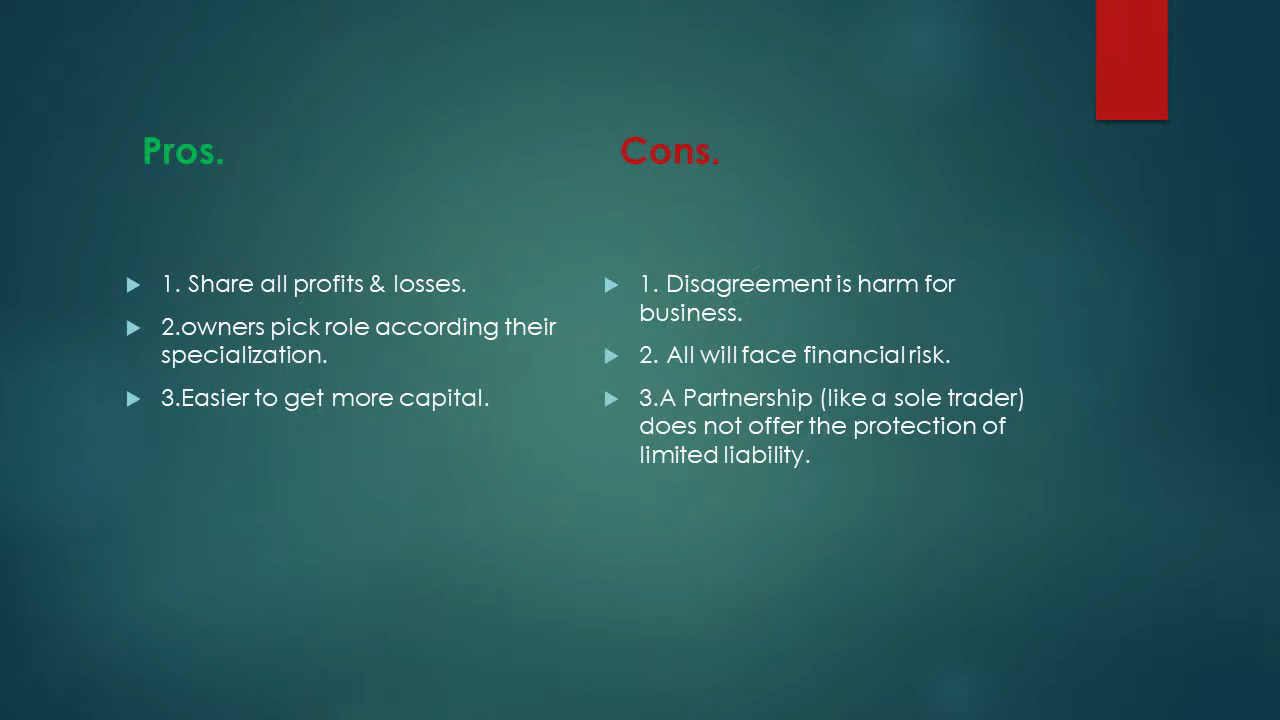 Pros.
1. Share all profits & losses.
2.owners pick role according their
specialization.
3.Easier to get more capital.
Cons.
1. Disagreement is harm for
business.
2. All will face financial risk.
3.A Partnership (like a sole trader)
does not offer the protection of
limited liability.